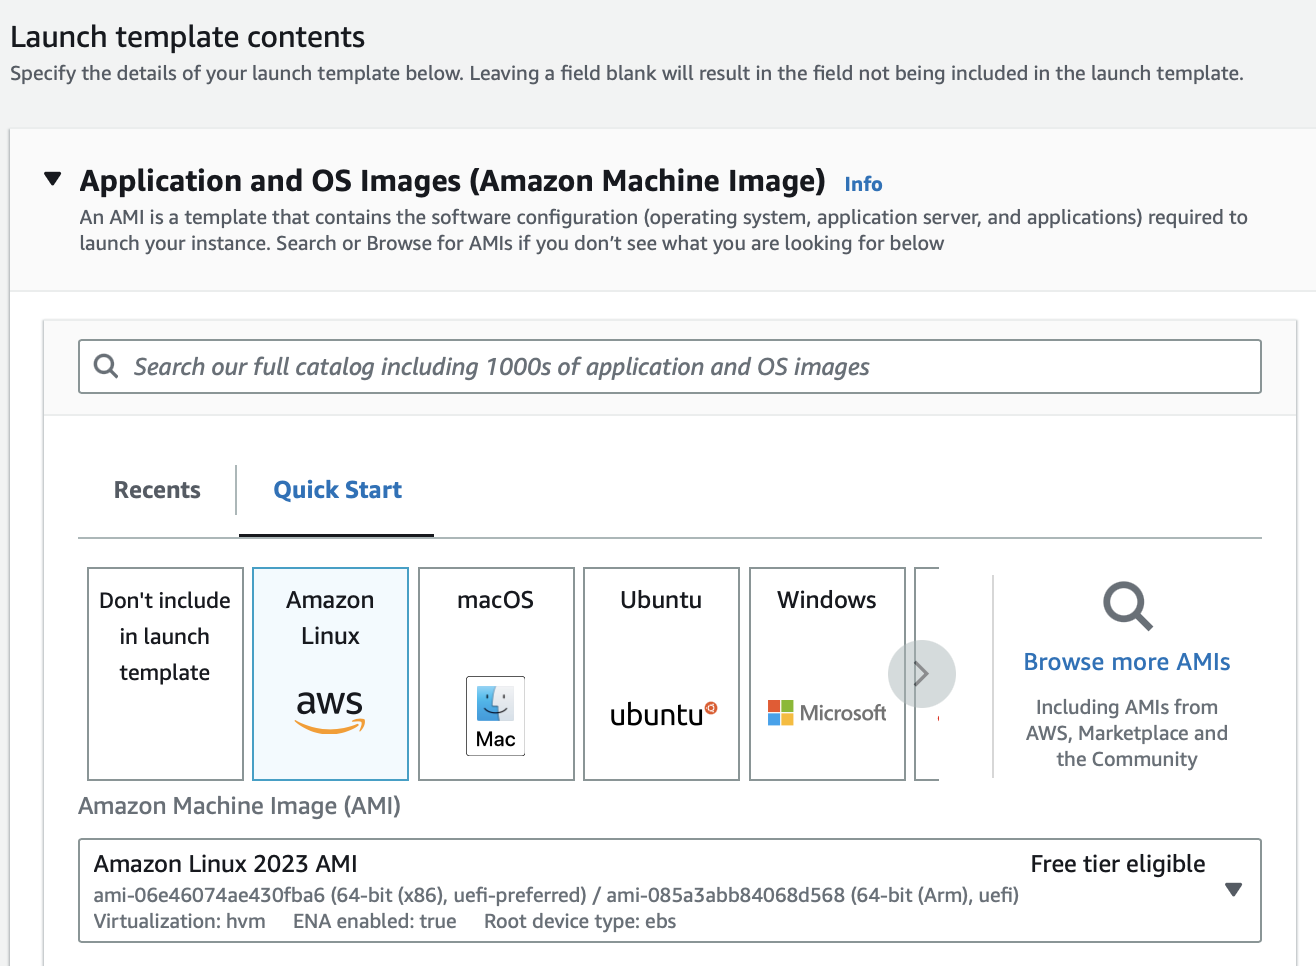 Launch template contents
Specify the details of your launch template below. Leaving a field blank will result in the field not being included in the launch template.
Application and OS Images (Amazon Machine Image) Info
An AMI is a template that contains the software configuration (operating system, application server, and applications) required to
launch your instance. Search or Browse for AMIs if you don’t see what you are looking for below
Search our full catalog including 1000s of application and OS images
Recents
Quick Start
Don't include
in launch
template
Amazon
Linux
aws
macOS
Mac
Ubuntu
ubuntu
Windows
Microsoft
Browse more AMIs
Including AMIs from
AWS, Marketplace and
the Community
Amazon Machine Image (AMI)
Amazon Linux 2023 AMI
Free tier eligible
ami-06e46074ae430fba6 (64-bit (x86), uefi-preferred) / ami-085a3abb84068d568 (64-bit (Arm), uefi)
Virtualization: hvm ENA enabled: true Root device type: ebs